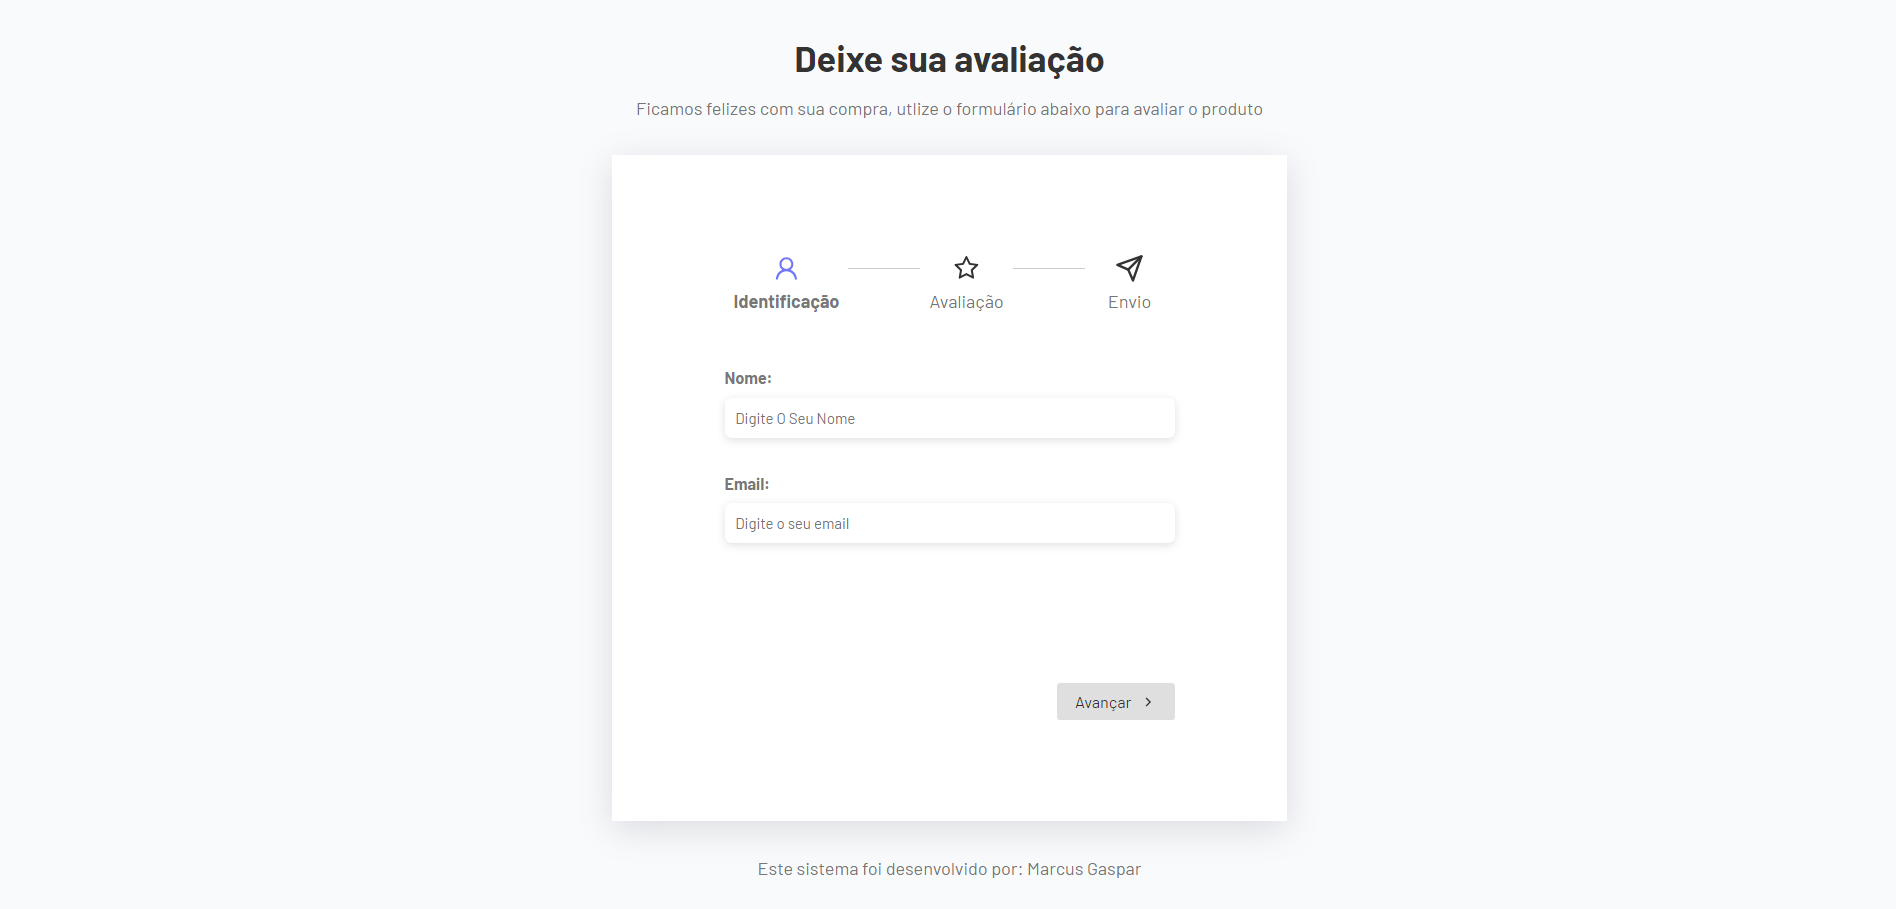 Deixe sua avaliação
Ficamos felizes com sua compra, utlize o formulário abaixo para avaliar o produto
Identificação
Avaliação
Envio
Nome:
Digite O Seu Nome
Email:
Digite o seu email
Avançar
Este sistema foi desenvolvido por: Marcus Gaspar